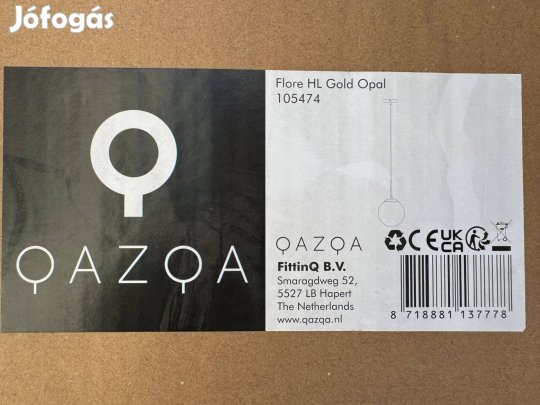 Jófogás
QAZQA
Flore HL Gold Opal
105474
QAZQA
FittinQ B.V.
Smaragdweg 52,
5527 LB Hapert
The Netherlands
www.qazqa.nl
CE UK
CA
8 718881 137778